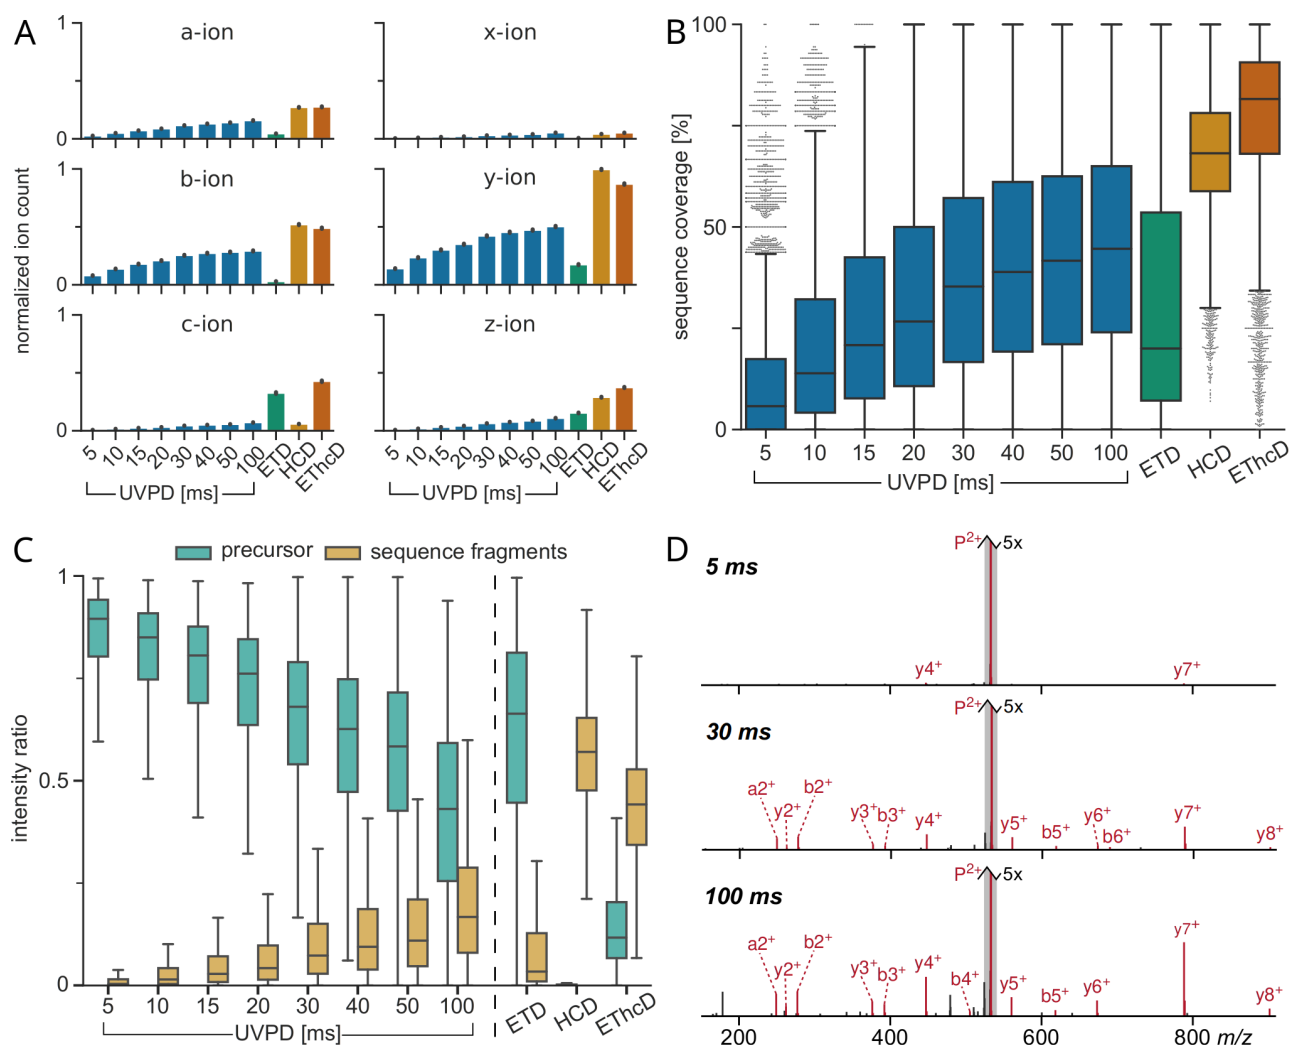 A
normalized ion count
a-ion
x-ion
1
0
b-ion
y-ion
1
0
c-ion
z-ion
1
0
5 10 15 20 30 40 50 100 ETD HCD EThcD
UVPD [ms]
5 10 15 20 30 40 50 100 ETD HCD EThcD
UVPD [ms]
B
sequence coverage [%]
100
50
0
5 10 15 20 30 40 50 100 ETD HCD EThcD
UVPD [ms]
C
precursor sequence fragments
intensity ratio
1
0.5
0
5 10 15 20 30 40 50 100 ETD HCD EThcD
UVPD [ms]
D
5 ms
P2+ 5x
y4+ y7+
30 ms
P2+ 5x
a2+ y2+ b2+ y3+ b3+ y4+ y5+ b5+ y6+ b6+ y7+ y8+
100 ms
P2+ 5x
a2+ y2+ b2+ y3+ b3+ y4+ b4+ y5+ b5+ y6+ y7+ y8+
200 400 600 800 m/z